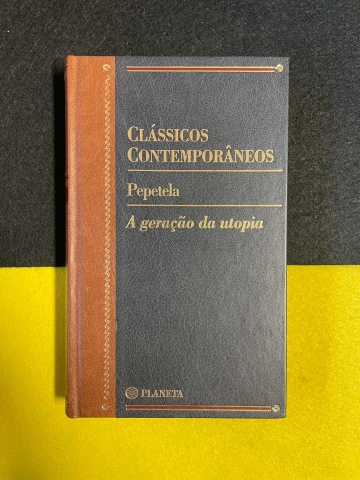 CLÁSSICOS
CONTEMPORÂNEOS
Pepetela
A geração da utopia
PLANETA